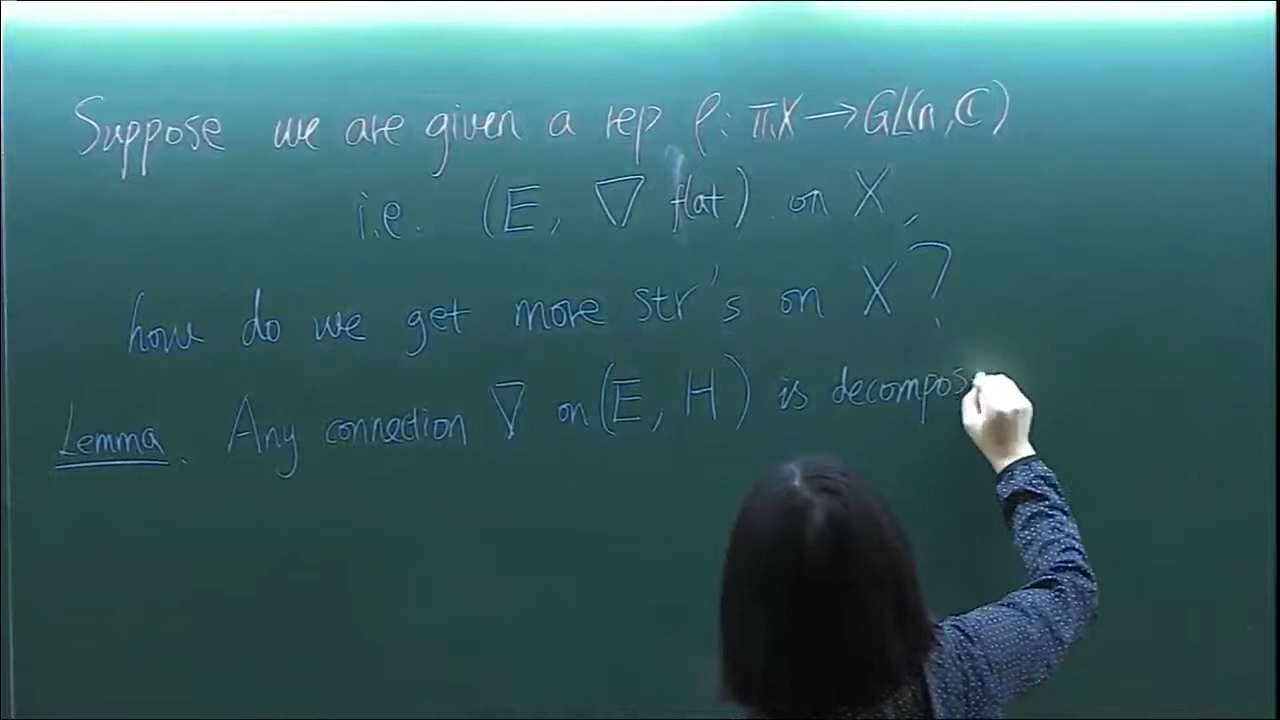 Suppose we are given a rep ρ: π₁X → GL(n, ℂ)
i.e. (E, ∇ flat) on X,
how do we get more str's on X?
Lemma. Any connection ∇ on (E, H) is decompos